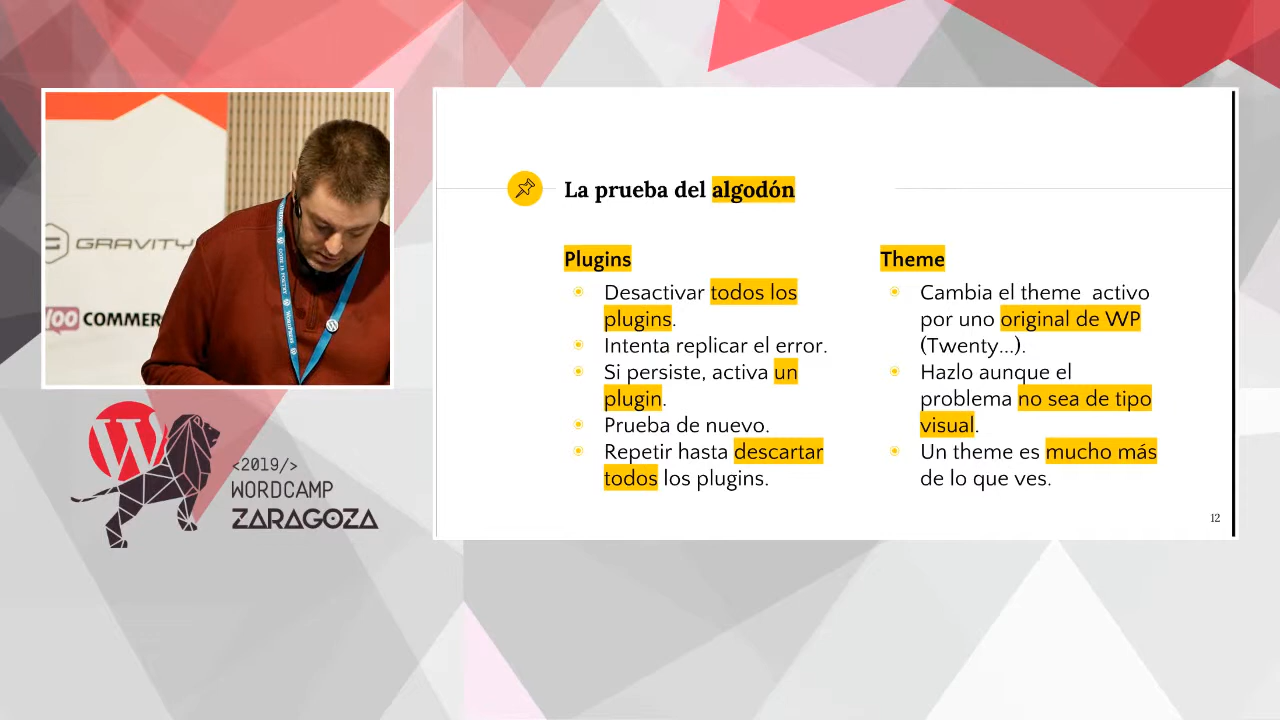 GRAVITY
WOO COMMER
W
<2019/>
WORDCAMP
ZARAGOZA
La prueba del algodón
Plugins
Desactivar todos los
plugins.
Intenta replicar el error.
Si persiste, activa un
plugin.
Prueba de nuevo.
Repetir hasta descartar
todos los plugins.
Theme
Cambia el theme activo
por uno original de WP
(Twenty...).
Hazlo aunque el
problema no sea de tipo
visual.
Un theme es mucho más
de lo que ves.
12